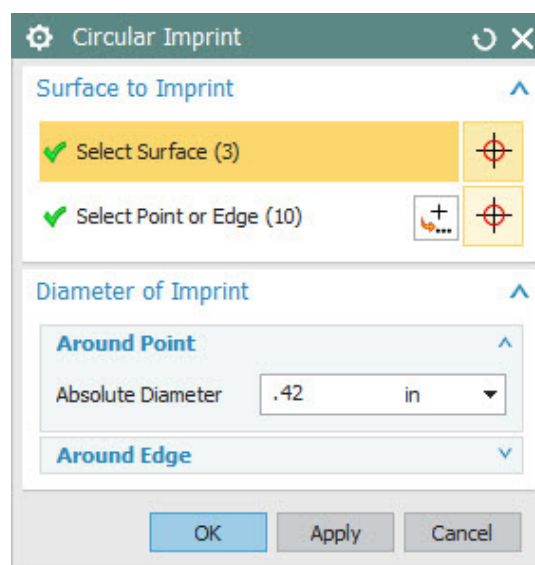 Circular Imprint
Surface to Imprint
Select Surface (3)
Select Point or Edge (10)
Diameter of Imprint
Around Point
Absolute Diameter .42 in
Around Edge
OK Apply Cancel